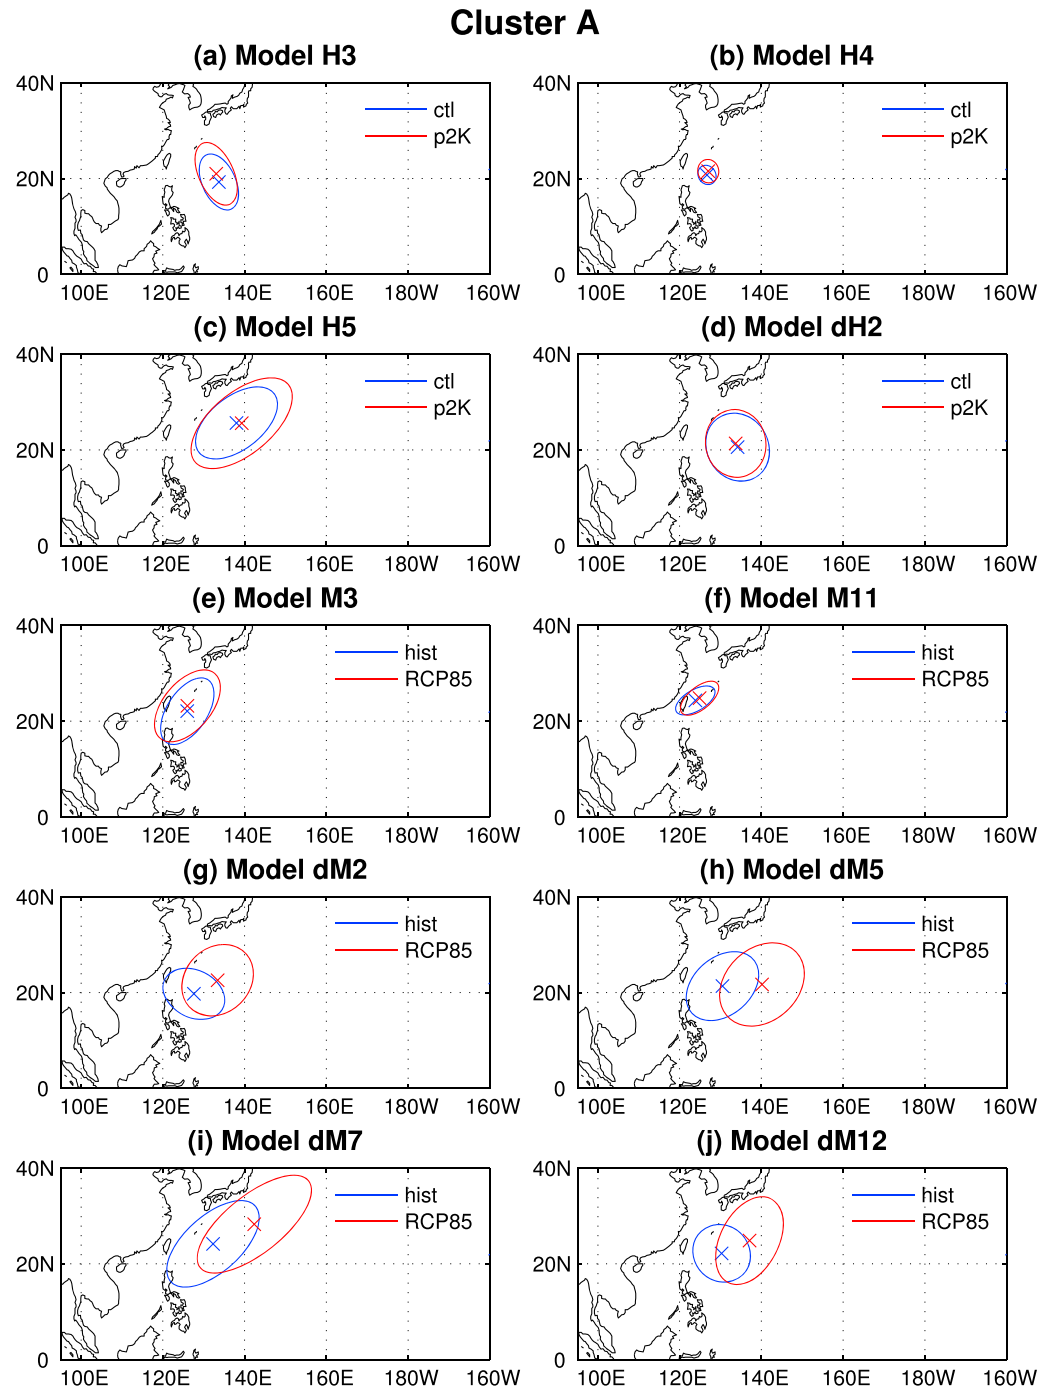 Cluster A
(a) Model H3
(b) Model H4
40N
ctl
p2K
20N
0
100E 120E 140E 160E 180W 160W
40N
ctl
p2K
20N
0
100E 120E 140E 160E 180W 160W
(c) Model H5
(d) Model dH2
40N
ctl
p2K
20N
0
100E 120E 140E 160E 180W 160W
40N
ctl
p2K
20N
0
100E 120E 140E 160E 180W 160W
(e) Model M3
(f) Model M11
40N
hist
RCP85
20N
0
100E 120E 140E 160E 180W 160W
40N
hist
RCP85
20N
0
100E 120E 140E 160E 180W 160W
(g) Model dM2
(h) Model dM5
40N
hist
RCP85
20N
0
100E 120E 140E 160E 180W 160W
40N
hist
RCP85
20N
0
100E 120E 140E 160E 180W 160W
(i) Model dM7
(j) Model dM12
40N
hist
RCP85
20N
0
100E 120E 140E 160E 180W 160W
40N
hist
RCP85
20N
0
100E 120E 140E 160E 180W 160W